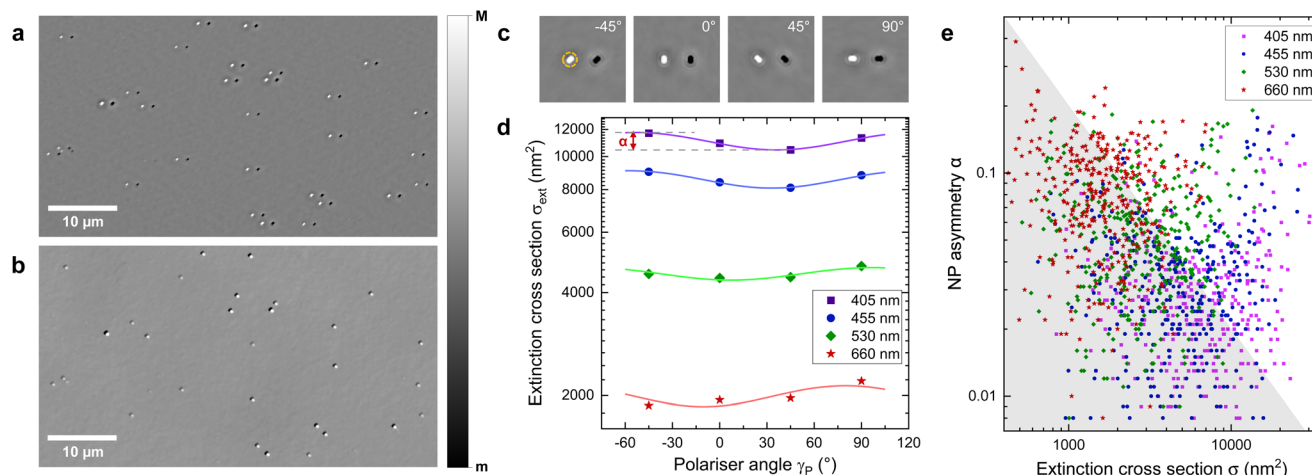 a
10 µm
M
m
b
10 µm
c
-45°
0°
45°
90°
d
Extinction cross section σext (nm²)
12000
10000
8000
6000
4000
2000
α
405 nm
455 nm
530 nm
660 nm
-60 -30 0 30 60 90 120
Polariser angle γP (°)
e
NP asymmetry α
0.1
0.01
405 nm
455 nm
530 nm
660 nm
1000 10000
Extinction cross section σ (nm²)